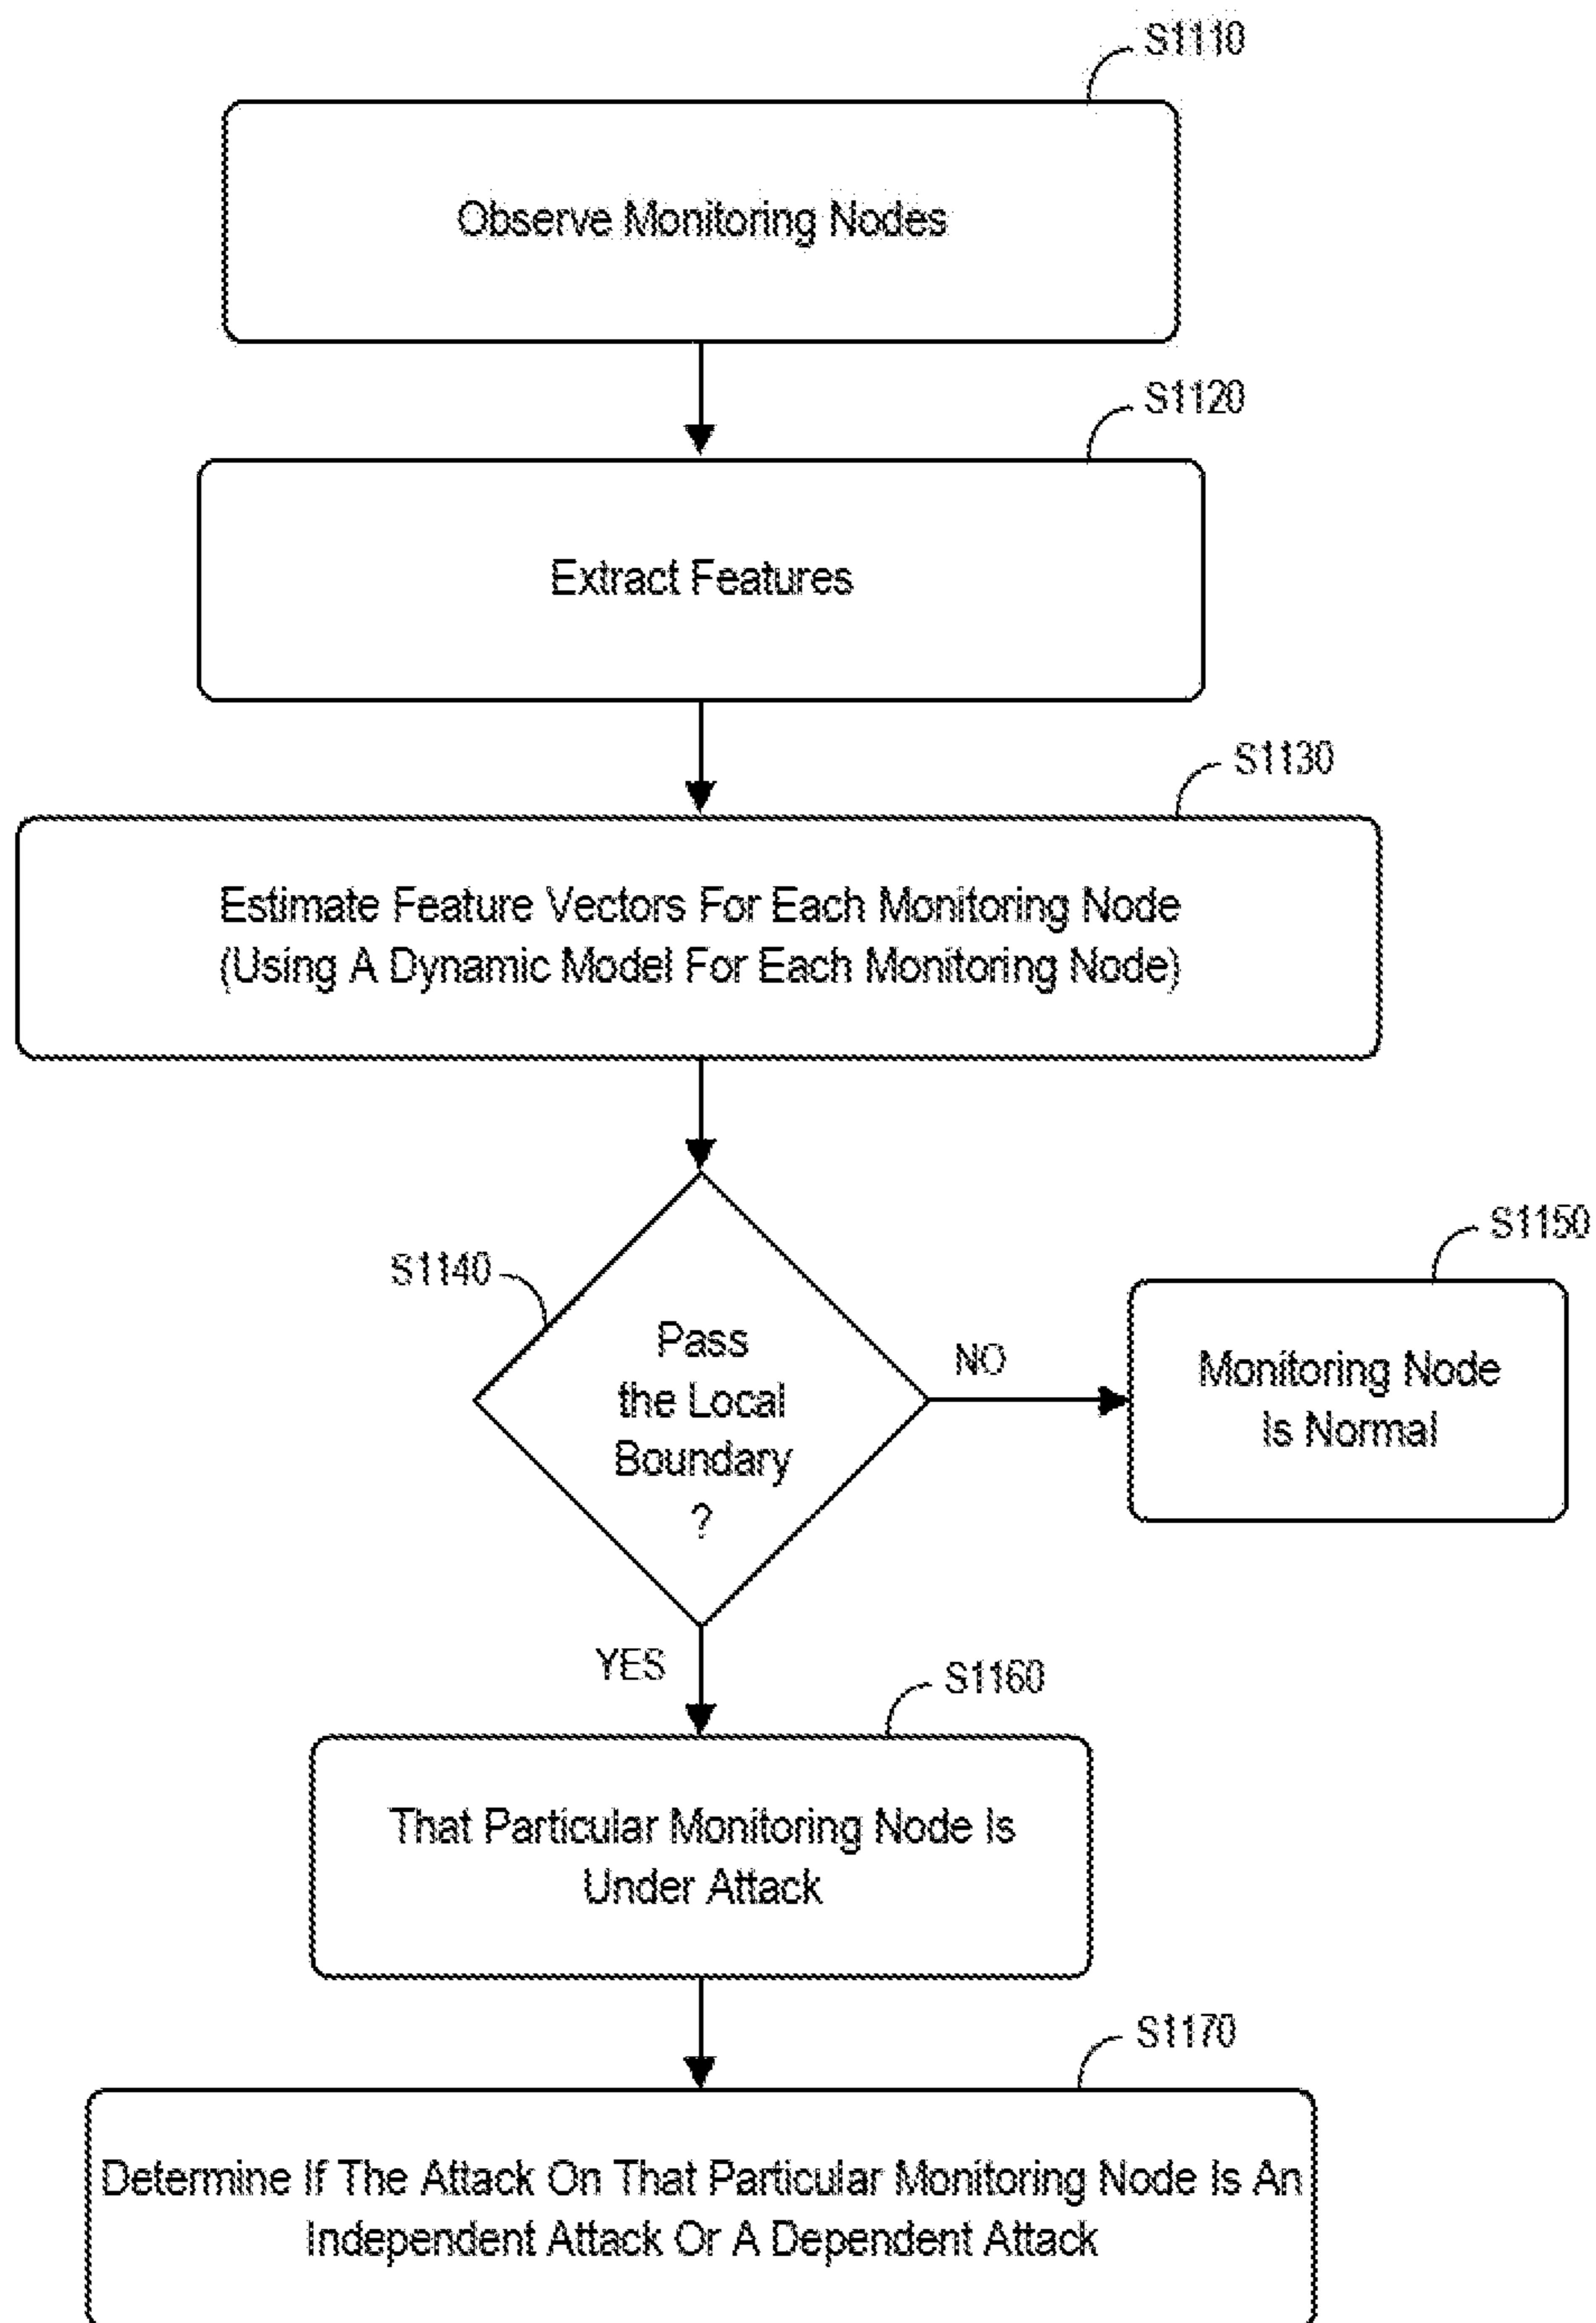 S1110
Observe Monitoring Nodes
S1120
Extract Features
S1130
Estimate Feature Vectors For Each Monitoring Node
(Using A Dynamic Model For Each Monitoring Node)
S1140
Pass
the Local
Boundary
?
NO
S1150
Monitoring Node
Is Normal
YES
S1160
That Particular Monitoring Node Is
Under Attack
S1170
Determine If The Attack On That Particular Monitoring Node Is An
Independent Attack Or A Dependent Attack